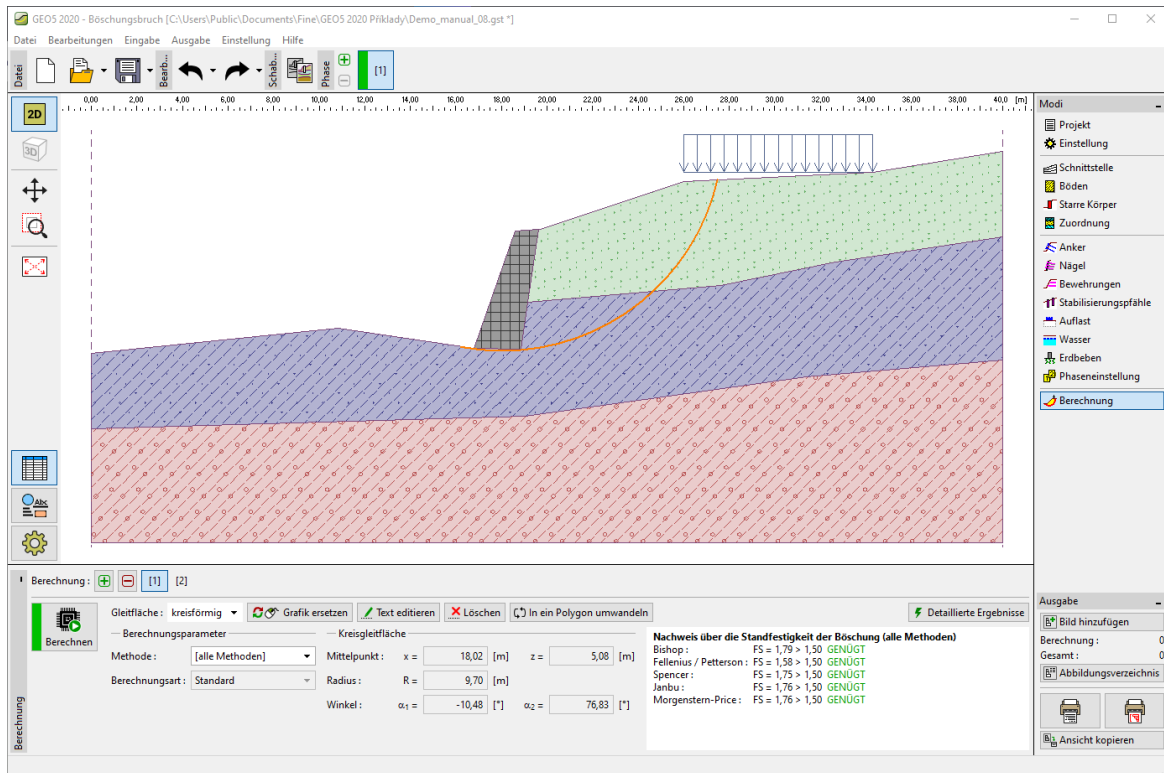 GEO5 2020 - Böschungsbruch [C:\Users\Public\Documents\Fine\GEO5 2020 Příklady\Demo_manual_08.gst *]
Datei Bearbeitungen Eingabe Ausgabe Einstellung Hilfe
Datei Bearb... Schab... Phase [1]
2D
3D
0,00 2,00 4,00 6,00 8,00 10,00 12,00 14,00 16,00 18,00 20,00 22,00 24,00 26,00 28,00 30,00 32,00 34,00 36,00 38,00 40,0 [m]
Modi
Projekt
Einstellung
Schnittstelle
Böden
Starre Körper
Zuordnung
Anker
Nägel
Bewehrungen
Stabilisierungspfähle
Auflast
Wasser
Erdbeben
Phaseneinstellung
Berechnung
Abc
Berechnung : [1] [2]
Berechnen
Gleitfläche : kreisförmig Grafik ersetzen Text editieren Löschen In ein Polygon umwandeln Detaillierte Ergebnisse
Berechnungsparameter
Methode : [alle Methoden]
Berechnungsart : Standard
Kreisgleitfläche
Mittelpunkt : x = 18,02 [m] z = 5,08 [m]
Radius : R = 9,70 [m]
Winkel : α1 = -10,48 [°] α2 = 76,83 [°]
Nachweis über die Standfestigkeit der Böschung (alle Methoden)
Bishop : FS = 1,79 > 1,50 GENÜGT
Fellenius / Petterson : FS = 1,58 > 1,50 GENÜGT
Spencer : FS = 1,75 > 1,50 GENÜGT
Janbu : FS = 1,76 > 1,50 GENÜGT
Morgenstern-Price : FS = 1,76 > 1,50 GENÜGT
Berechnung
Ausgabe
Bild hinzufügen
Berechnung : 0
Gesamt : 0
Abbildungsverzeichnis
Ansicht kopieren